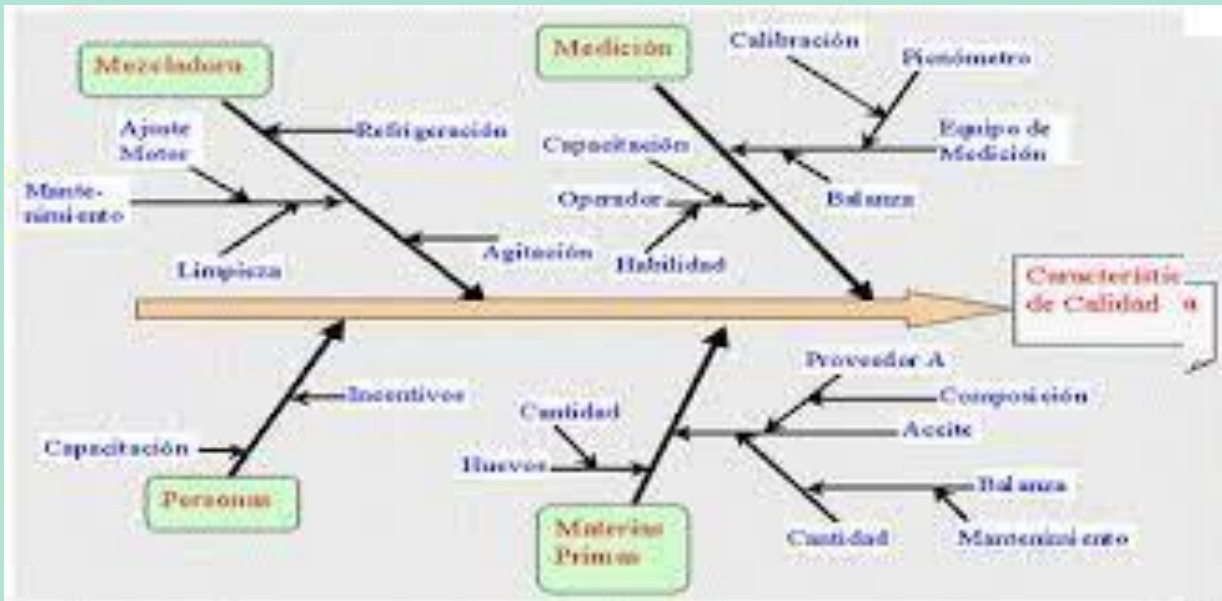 Mezcladora
Medición
Calibración
Picnómetro
Ajuste
Motor
Refrigeración
Capacitación
Equipo de
Medición
Mante-
nimiento
Operador
Balanza
Limpieza
Agitación
Habilidad
Característic
de Calidad a
Proveedor A
Incentivos
Cantidad
Composición
Aceite
Capacitación
Huevos
Balanza
Personas
Materias
Primas
Cantidad
Mantenimiento